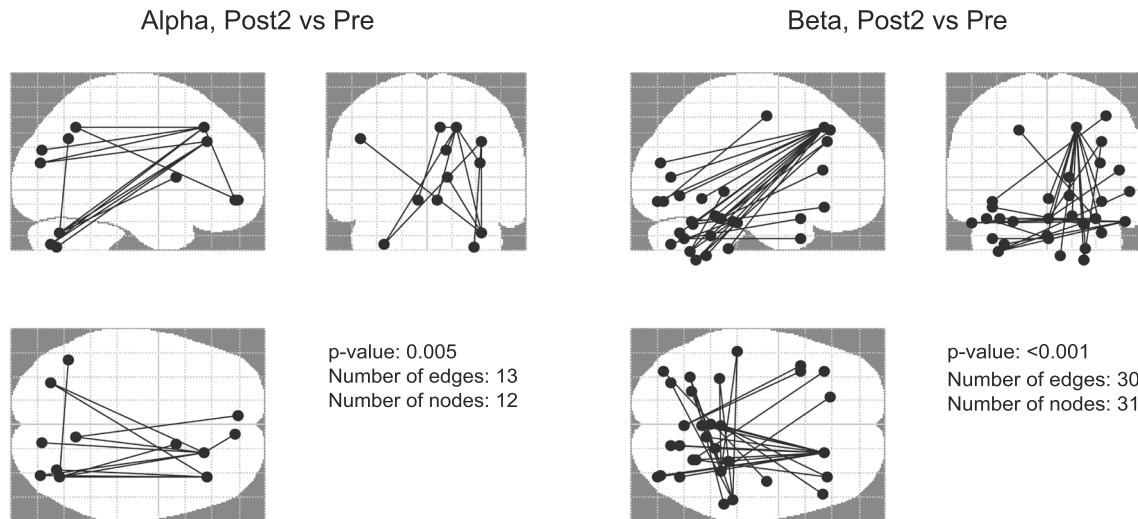 Alpha, Post2 vs Pre
p-value: 0.005
Number of edges: 13
Number of nodes: 12
Beta, Post2 vs Pre
p-value: <0.001
Number of edges: 30
Number of nodes: 31